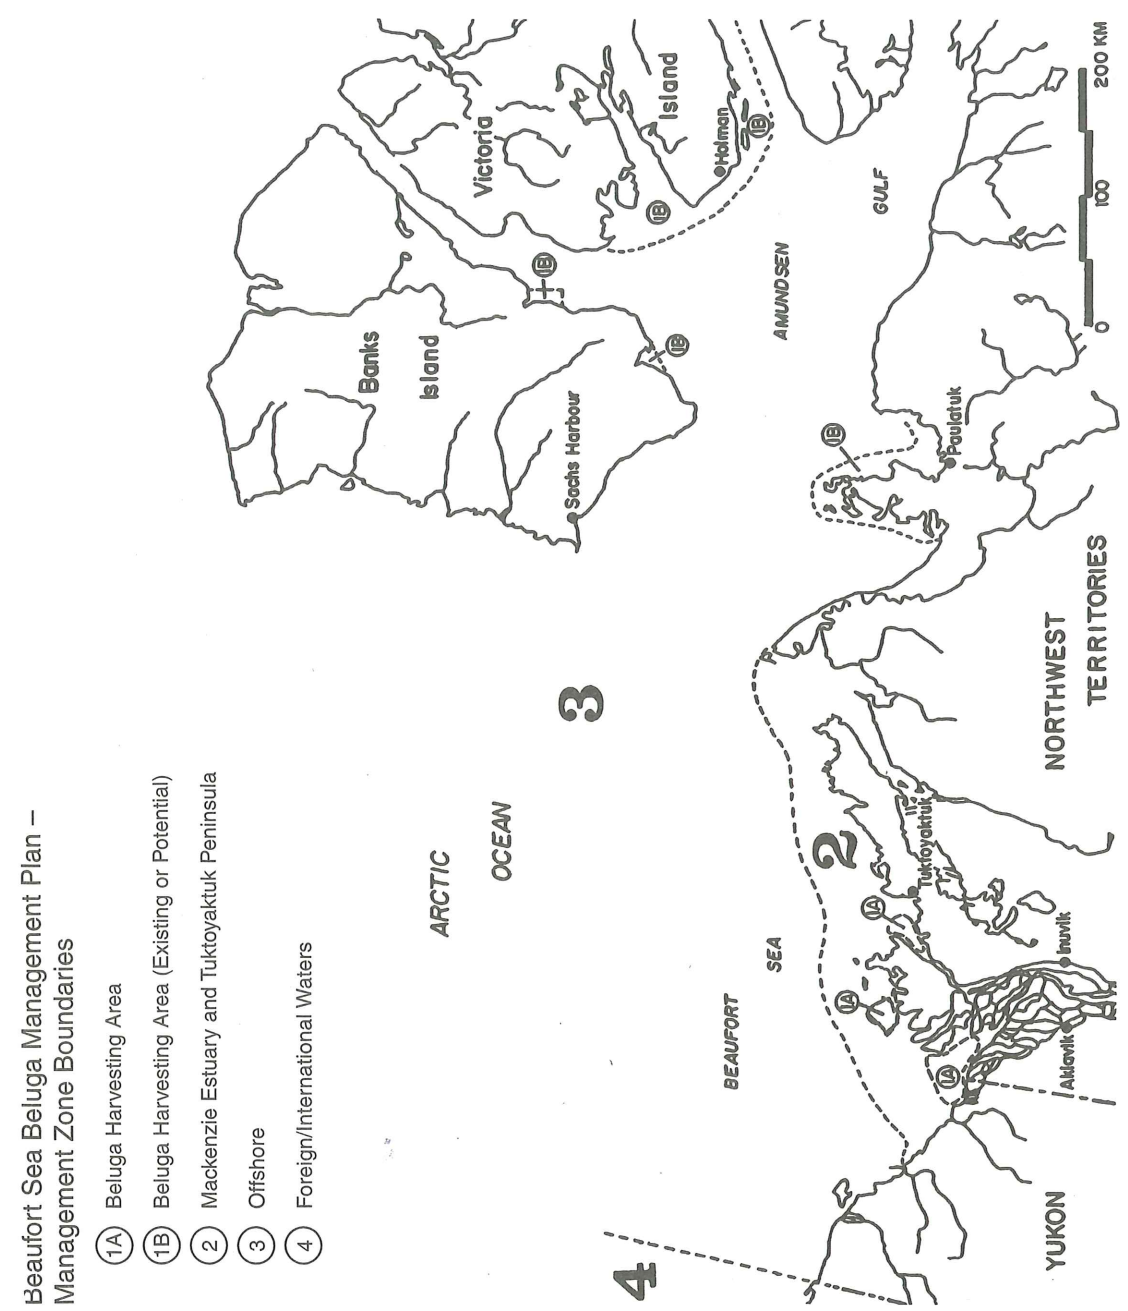 Beaufort Sea Beluga Management Plan –
Management Zone Boundaries
1A Beluga Harvesting Area
1B Beluga Harvesting Area (Existing or Potential)
2 Mackenzie Estuary and Tuktoyaktuk Peninsula
3 Offshore
4 Foreign/International Waters
Banks
Island
Victoria
Island
1B
1B
1B
Holman
1B
Sachs Harbour
ARCTIC
OCEAN
3
AMUNDSEN
GULF
BEAUFORT
SEA
4
2
1B
Paulatuk
1A
1A
1A
Tuktoyaktuk
Inuvik
Aklavik
YUKON
NORTHWEST
TERRITORIES
0 100 200 KM